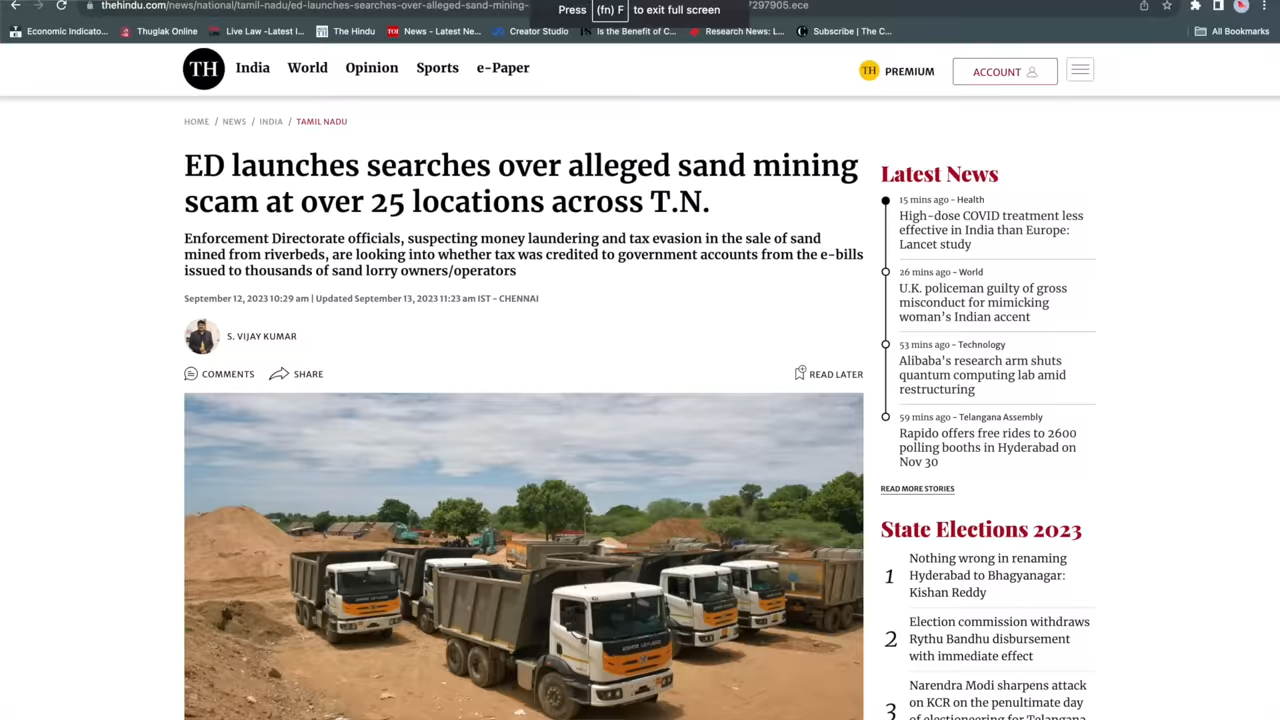 thehindu.com/news/national/tamil-nadu/ed-launches-searches-over-alleged-sand-mining-
7297905.ece
Press (fn) F to exit full screen
Economic Indicato...
Thuglak Online
Live Law -Latest l...
The Hindu
News - Latest Ne...
Creator Studio
Is the Benefit of C...
Research News: L...
Subscribe | The C...
All Bookmarks
TH
India
World
Opinion
Sports
e-Paper
TH PREMIUM
ACCOUNT
HOME / NEWS / INDIA / TAMIL NADU
ED launches searches over alleged sand mining
scam at over 25 locations across T.N.
Enforcement Directorate officials, suspecting money laundering and tax evasion in the sale of sand
mined from riverbeds, are looking into whether tax was credited to government accounts from the e-bills
issued to thousands of sand lorry owners/operators
September 12, 2023 10:29 am | Updated September 13, 2023 11:23 am IST - CHENNAI
S. VIJAY KUMAR
COMMENTS
SHARE
READ LATER
Latest News
15 mins ago - Health
High-dose COVID treatment less
effective in India than Europe:
Lancet study
26 mins ago - World
U.K. policeman guilty of gross
misconduct for mimicking
woman's Indian accent
53 mins ago - Technology
Alibaba's research arm shuts
quantum computing lab amid
restructuring
59 mins ago - Telangana Assembly
Rapido offers free rides to 2600
polling booths in Hyderabad on
Nov 30
READ MORE STORIES
State Elections 2023
1 Nothing wrong in renaming
Hyderabad to Bhagyanagar:
Kishan Reddy
2 Election commission withdraws
Rythu Bandhu disbursement
with immediate effect
3 Narendra Modi sharpens attack
on KCR on the penultimate day
of electioneering for Telangana
ASHOK LEYLAND